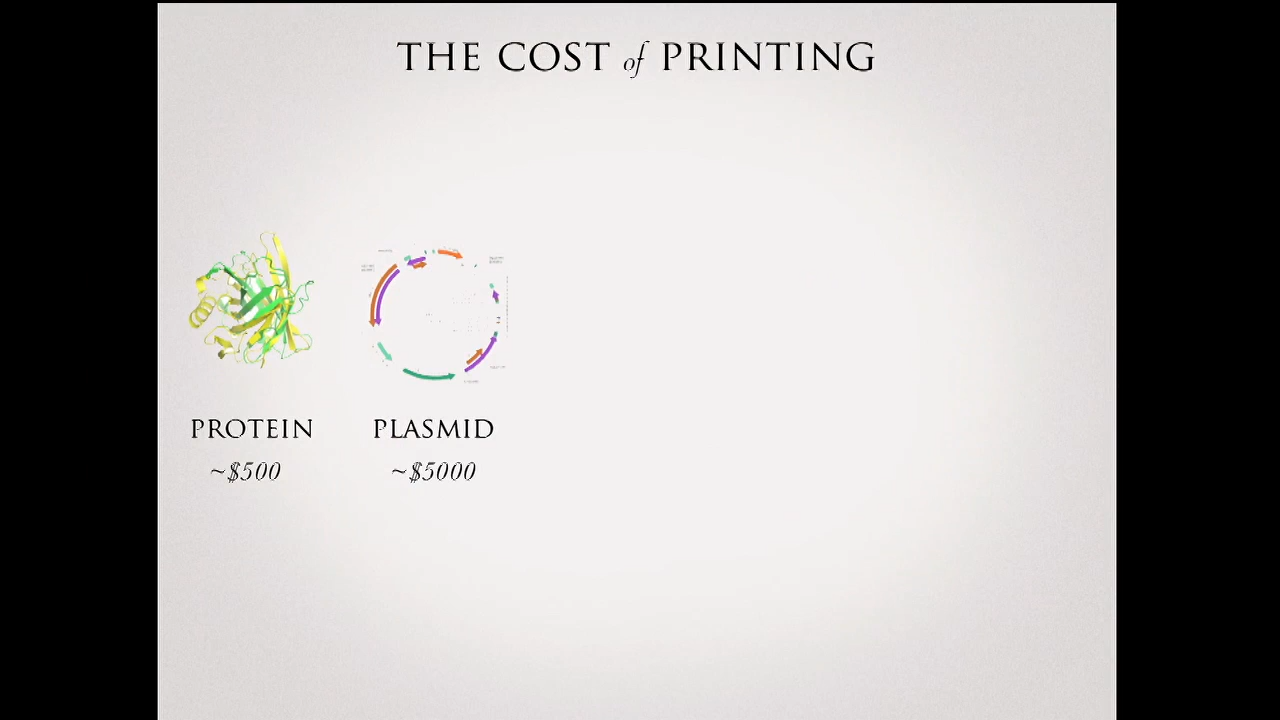 THE COST of PRINTING
PROTEIN
~$500
PLASMID
~$5000